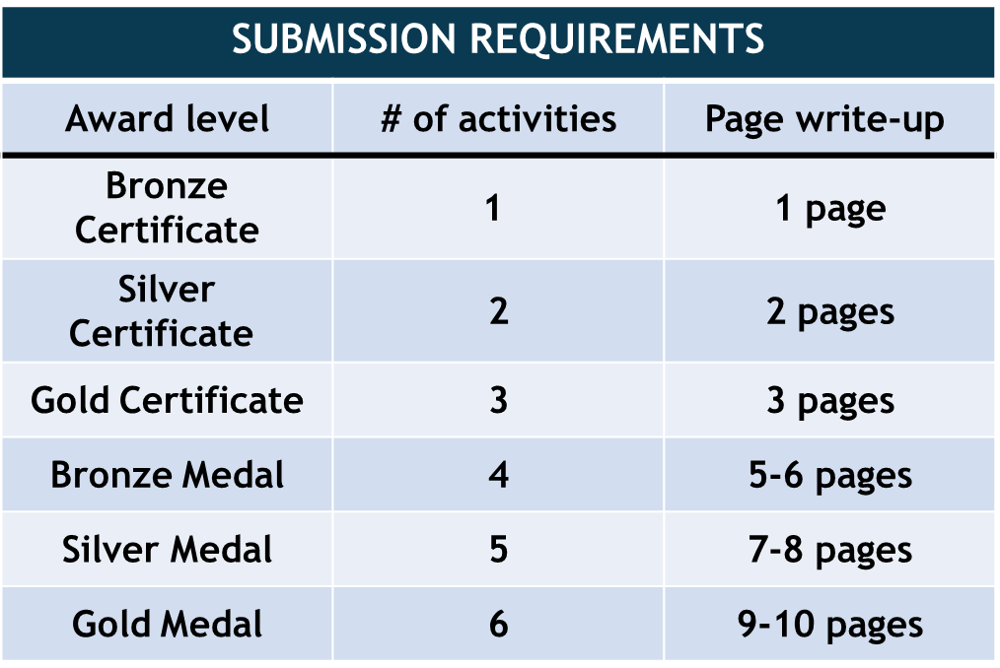 SUBMISSION REQUIREMENTS
Award level # of activities Page write-up
Bronze
Certificate 1 1 page
Silver
Certificate 2 2 pages
Gold Certificate 3 3 pages
Bronze Medal 4 5-6 pages
Silver Medal 5 7-8 pages
Gold Medal 6 9-10 pages